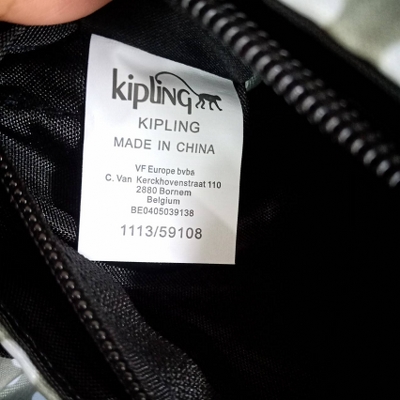 kipling
KIPLING
MADE IN CHINA
VF Europe bvba
C. Van Kerckhovenstraat 110
2880 Bornem
Belgium
BE0405039138
1113/59108